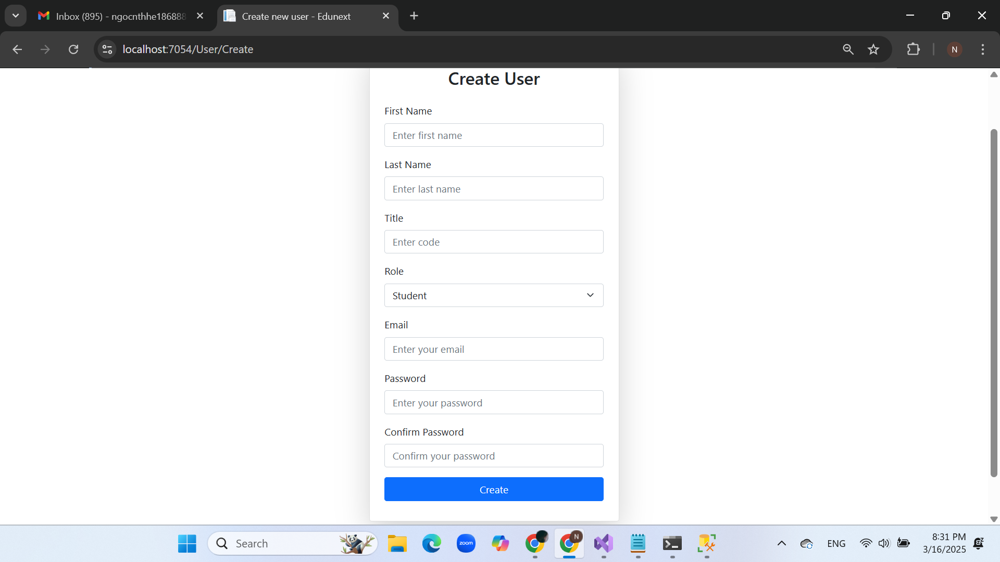 Inbox (895) - ngocnthhe186888
Create new user - Edunext
localhost:7054/User/Create
N
Create User
First Name
Enter first name
Last Name
Enter last name
Title
Enter code
Role
Student
Email
Enter your email
Password
Enter your password
Confirm Password
Confirm your password
Create
Search
zoom
N
ENG
8:31 PM
3/16/2025